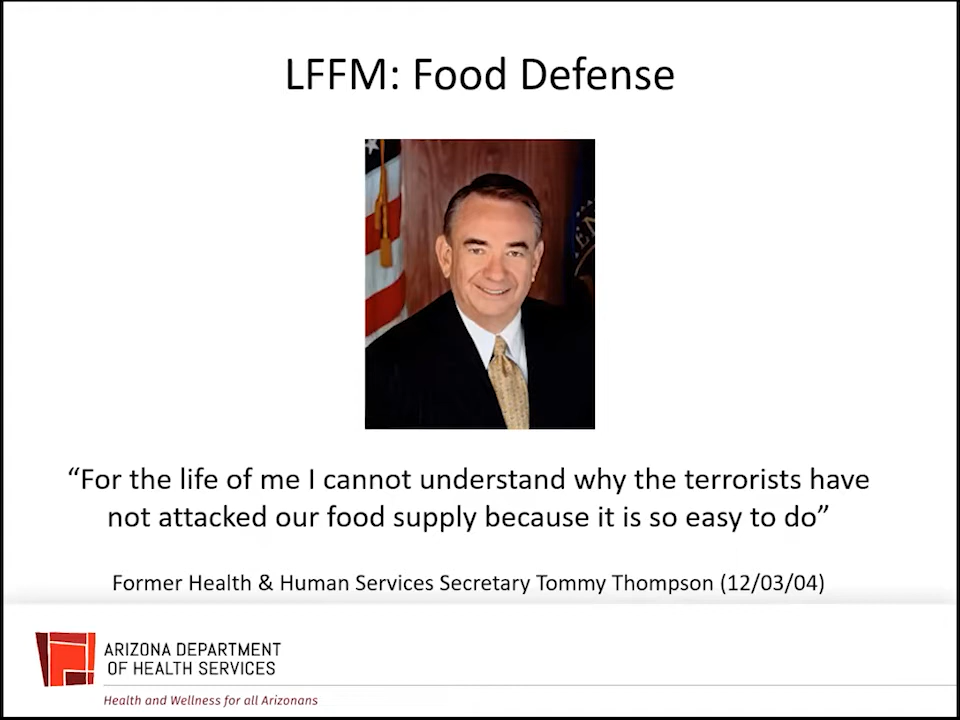 LFFM: Food Defense
“For the life of me I cannot understand why the terrorists have
not attacked our food supply because it is so easy to do”
Former Health & Human Services Secretary Tommy Thompson (12/03/04)
ARIZONA DEPARTMENT
OF HEALTH SERVICES
Health and Wellness for all Arizonans